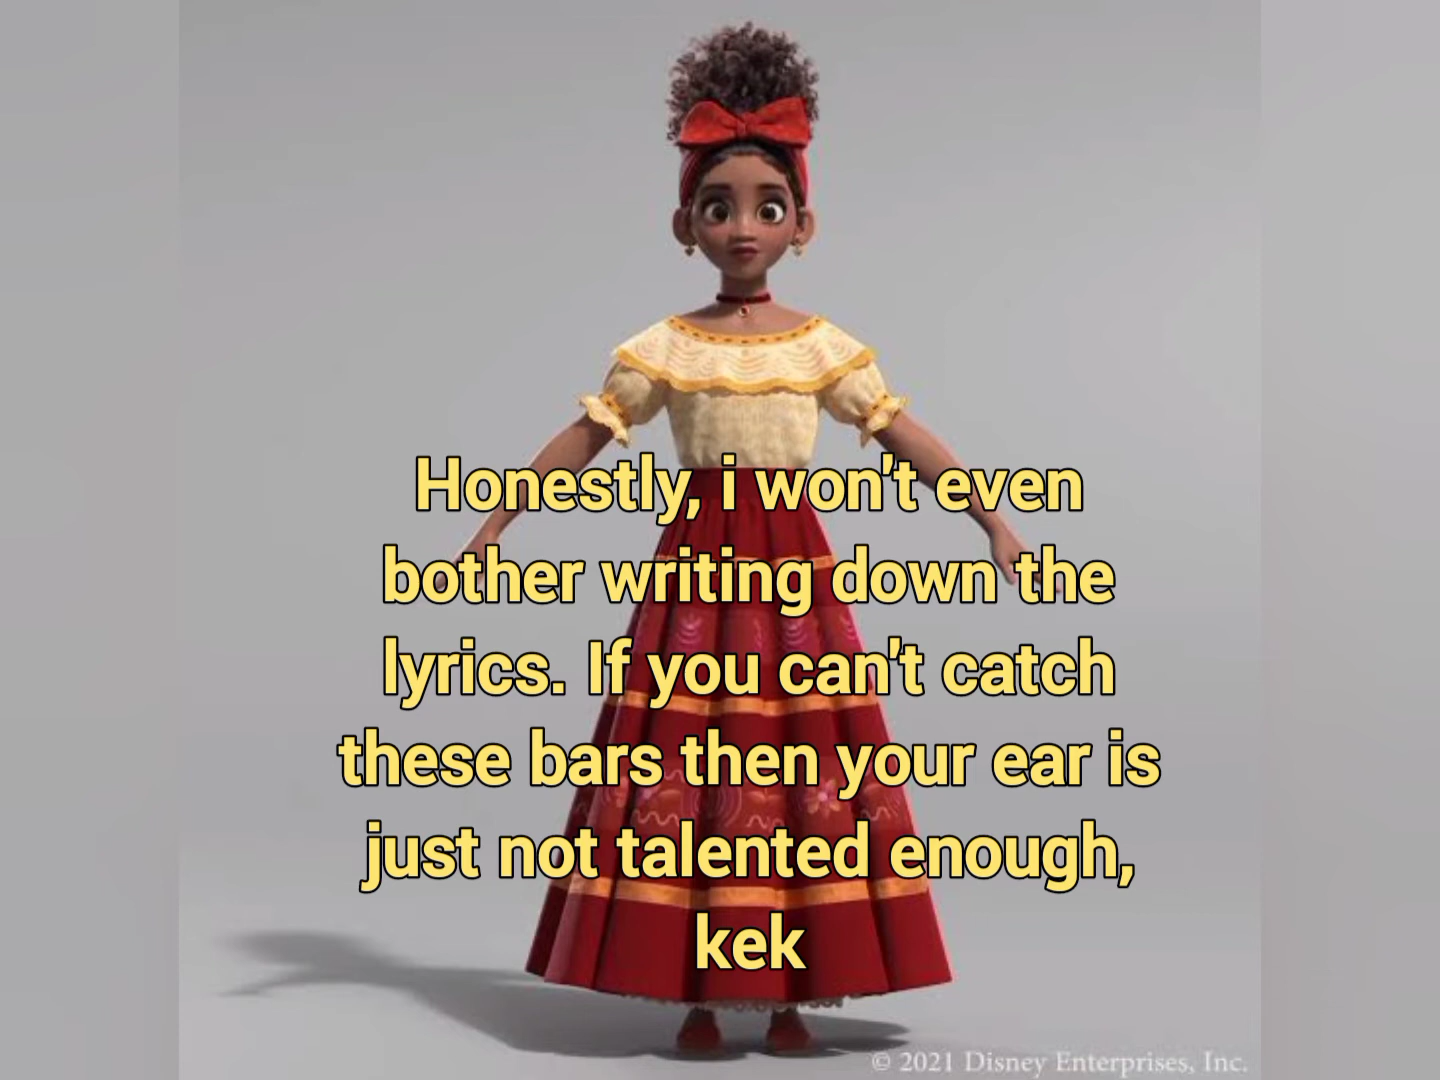 Honestly, i won't even
bother writing down the
lyrics. If you can't catch
these bars then your ear is
just not talented enough,
kek
© 2021 Disney Enterprises, Inc.